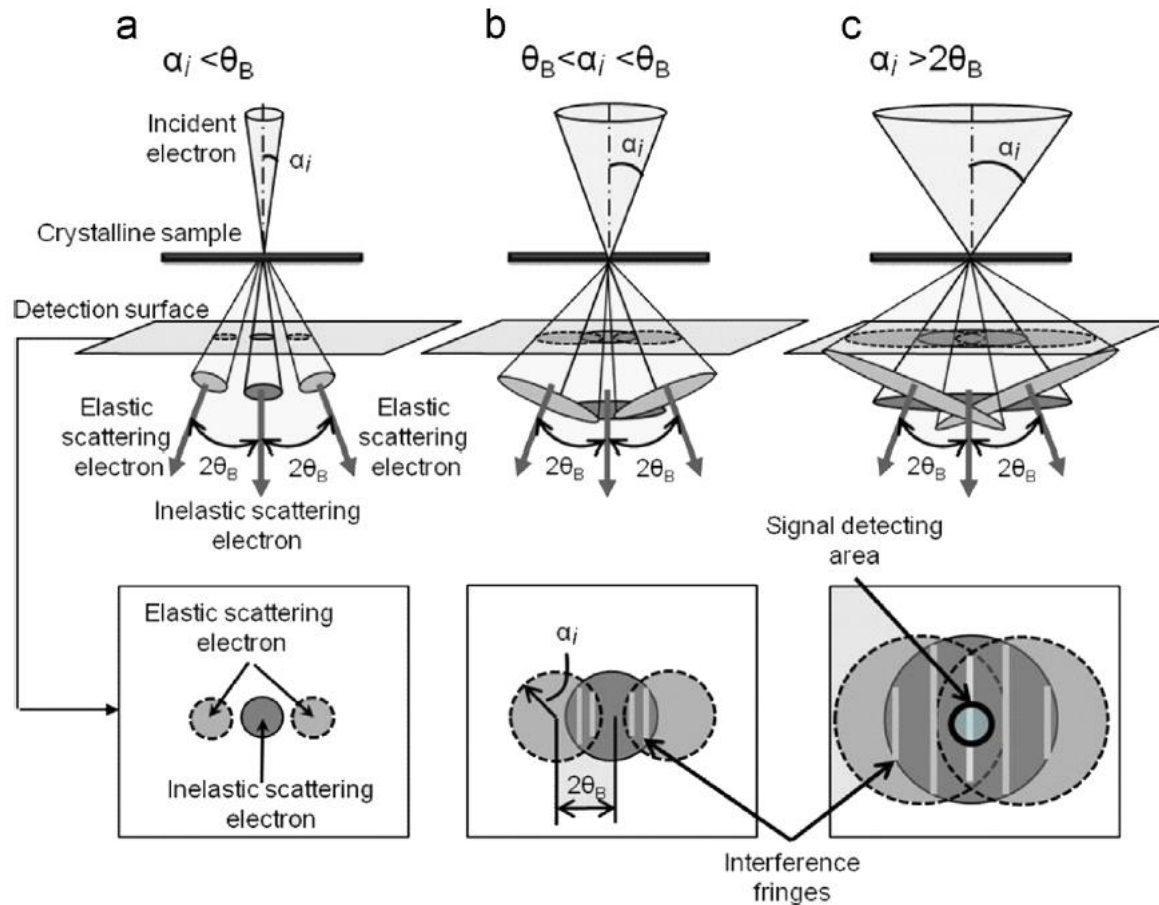 a
α𝑖 <θB
Incident
electron
α𝑖
Crystalline sample
Detection surface
Elastic
scattering
electron
2θB
2θB
Elastic
scattering
electron
Inelastic scattering
electron
Elastic scattering
electron
Inelastic scattering
electron
b
θB<α𝑖 <θB
α𝑖
2θB
2θB
α𝑖
2θB
c
α𝑖 >2θB
α𝑖
2θB
2θB
Signal detecting
area
Interference
fringes